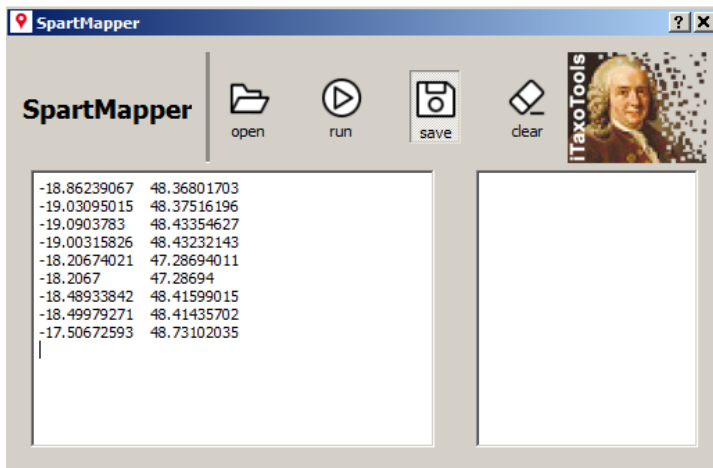 SpartMapper
? X
SpartMapper
open
run
save
clear
iTaxoTools
-18.86239067 48.36801703
-19.03095015 48.37516196
-19.0903783 48.43354627
-19.00315826 48.43232143
-18.20674021 47.28694011
-18.2067 47.28694
-18.48933842 48.41599015
-18.49979271 48.41435702
-17.50672593 48.73102035